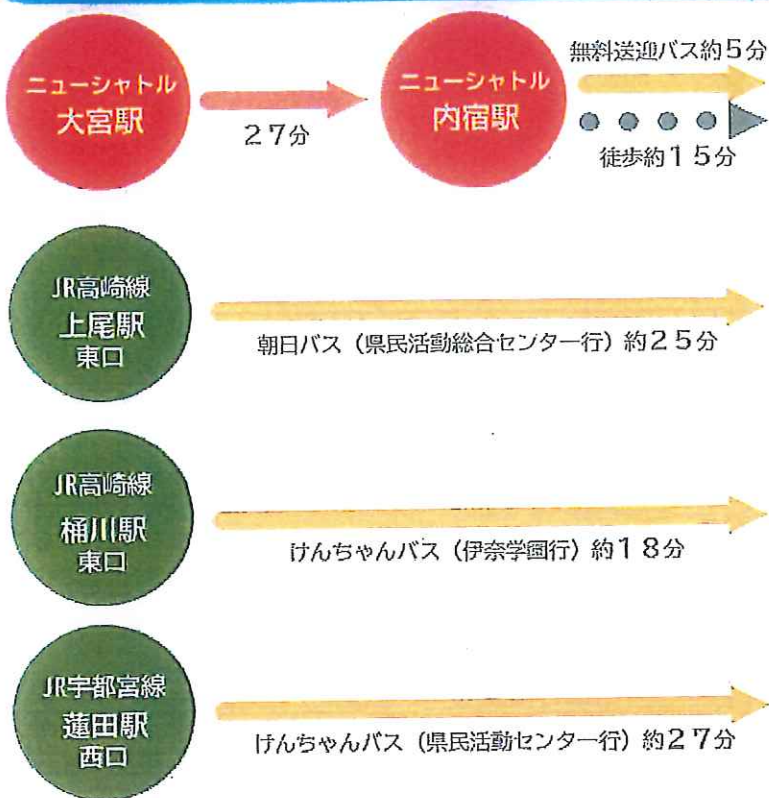 ニューシャトル
大宮駅
27分
ニューシャトル
内宿駅
無料送迎バス約5分
徒歩約15分
JR高崎線
上尾駅
東口
朝日バス（県民活動総合センター行）約25分
JR高崎線
桶川駅
東口
けんちゃんバス（伊奈学園行）約18分
JR宇都宮線
蓮田駅
西口
けんちゃんバス（県民活動センター行）約27分